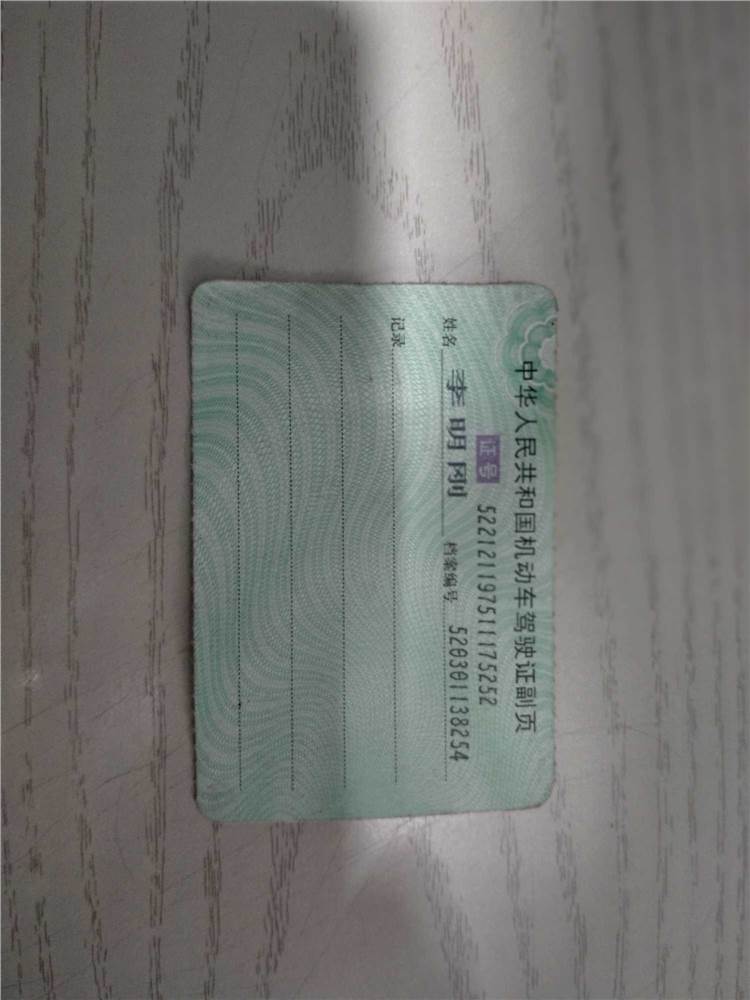 中华人民共和国机动车驾驶证副页
证号 522121197511175252
姓名 李明刚 档案编号 520301138254
记录